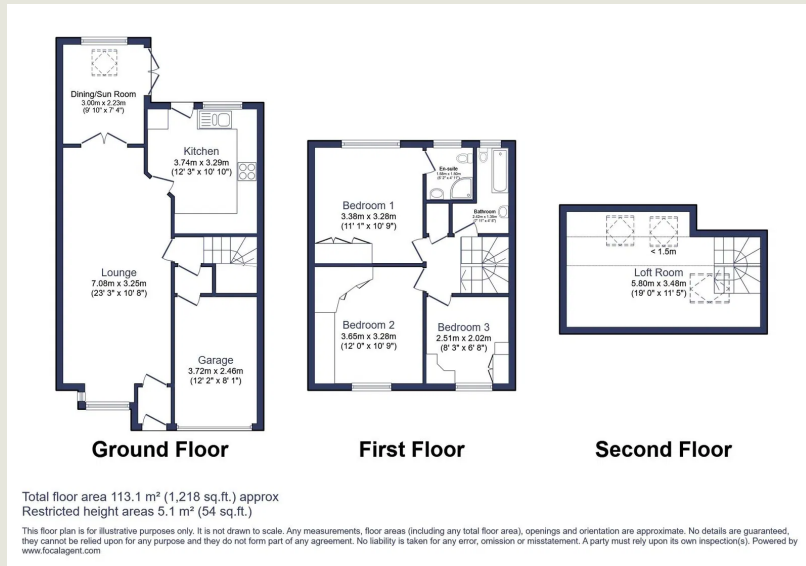 Dining/Sun Room
3.00m x 2.23m
(9' 10" x 7' 4")
Kitchen
3.74m x 3.29m
(12' 3" x 10' 10")
Lounge
7.08m x 3.25m
(23' 3" x 10' 8")
Garage
3.72m x 2.46m
(12' 2" x 8' 1")
Ground Floor
En-suite
Bathroom
Bedroom 1
3.38m x 3.28m
(11' 1" x 10' 9")
Bedroom 2
3.65m x 3.28m
(12' 0" x 10' 9")
Bedroom 3
2.51m x 2.02m
(8' 3" x 6' 8")
First Floor
< 1.5m
Loft Room
5.80m x 3.48m
(19' 0" x 11' 5")
Second Floor
Total floor area 113.1 m² (1,218 sq.ft.) approx
Restricted height areas 5.1 m² (54 sq.ft.)
This floor plan is for illustrative purposes only. It is not drawn to scale. Any measurements, floor areas (including any total floor area), openings and orientation are approximate. No details are guaranteed,
they cannot be relied upon for any purpose and they do not form part of any agreement. No liability is taken for any error, omission or misstatement. A party must rely upon its own inspection(s). Powered by
www.focalagent.com